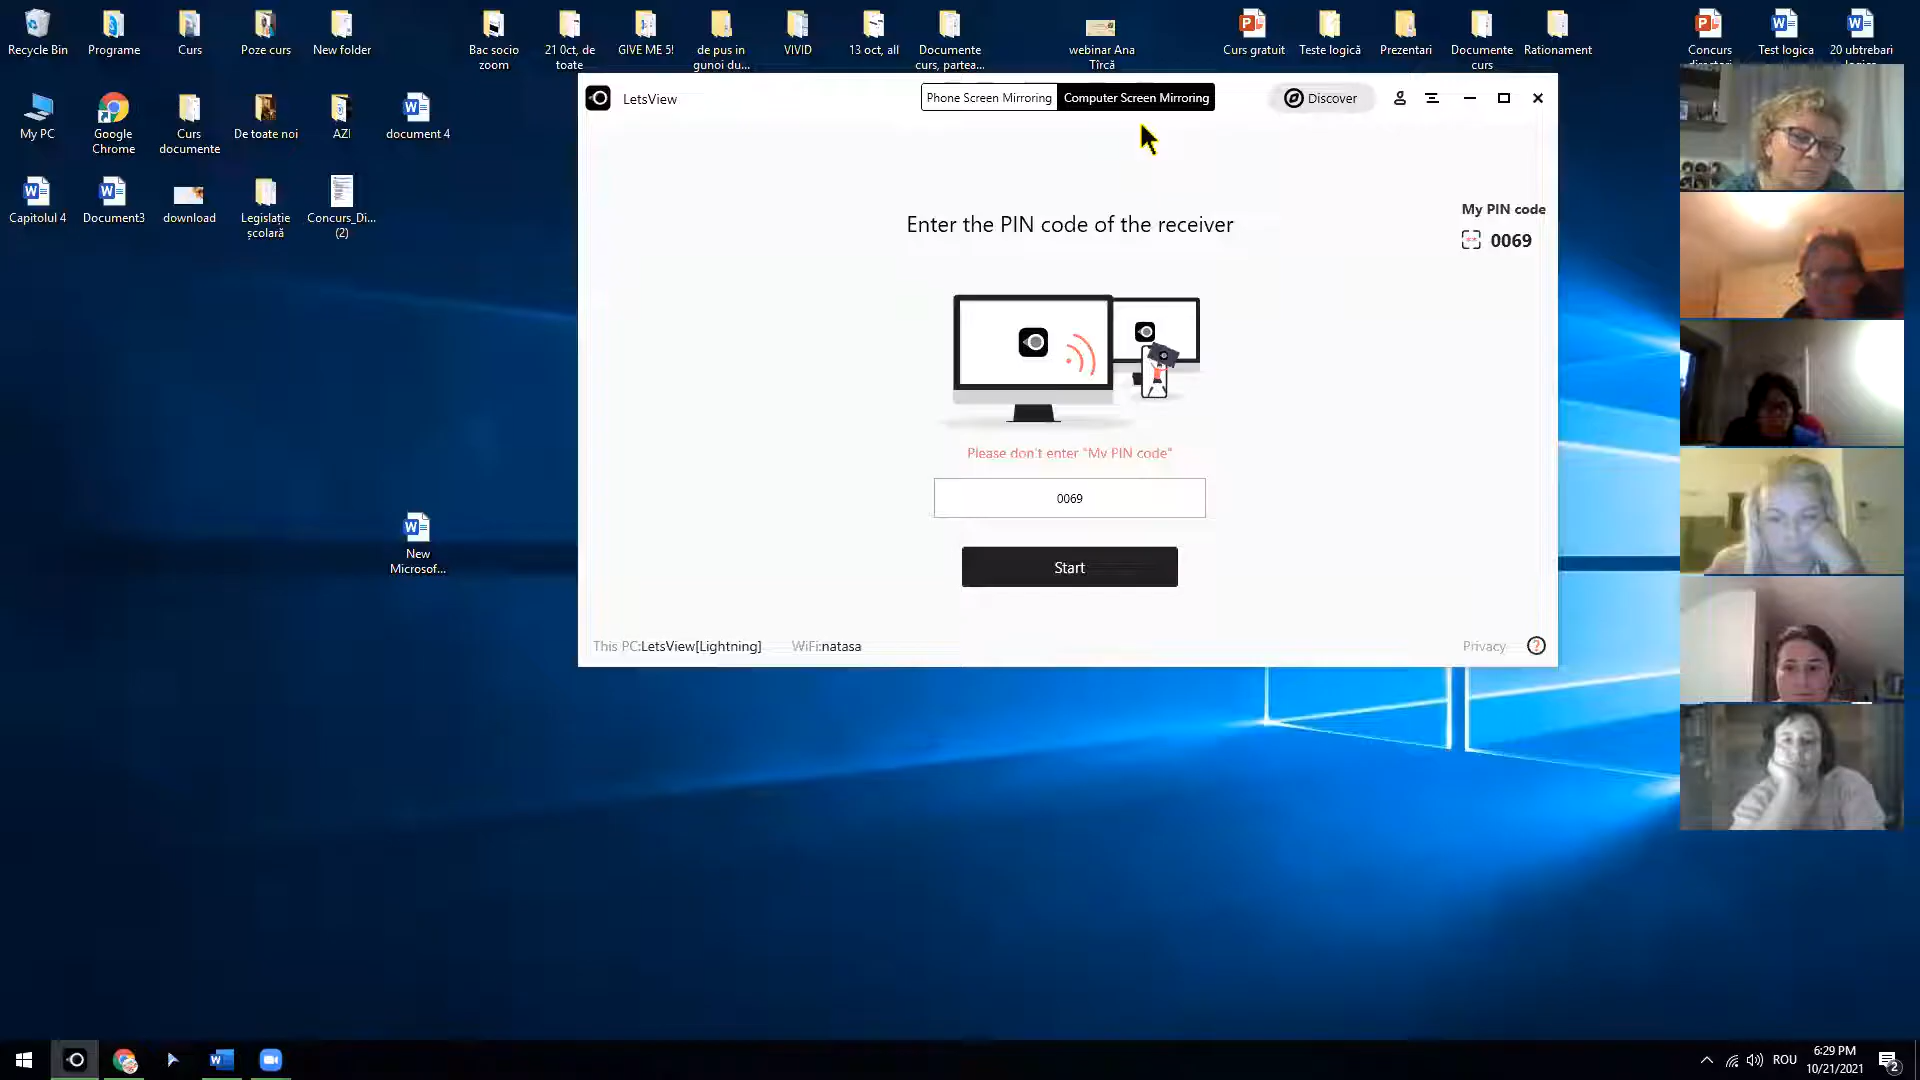 Recycle Bin
Programe
Curs
Poze curs
New folder
Bac socio
zoom
21 Oct, de
toate
GIVE ME 5!
de pus in
gunoi du...
VIVID
13 oct, all
Documente
curs, partea...
webinar Ana
Tîrcă
Curs gratuit
Teste logică
Prezentari
Documente
curs
Rationament
Concurs
Test logica
20 ubtrebari
My PC
Google
Chrome
Curs
documente
De toate noi
AZI
document 4
Capitolul 4
Document3
download
Legislație
școlară
Concurs_Di...
(2)
New
Microsof...
LetsView
Phone Screen Mirroring
Computer Screen Mirroring
Discover
Enter the PIN code of the receiver
My PIN code
0069
Please don't enter "My PIN code"
0069
Start
This PC:LetsView[Lightning]
WiFi:natasa
Privacy
ROU
6:29 PM
10/21/2021
2